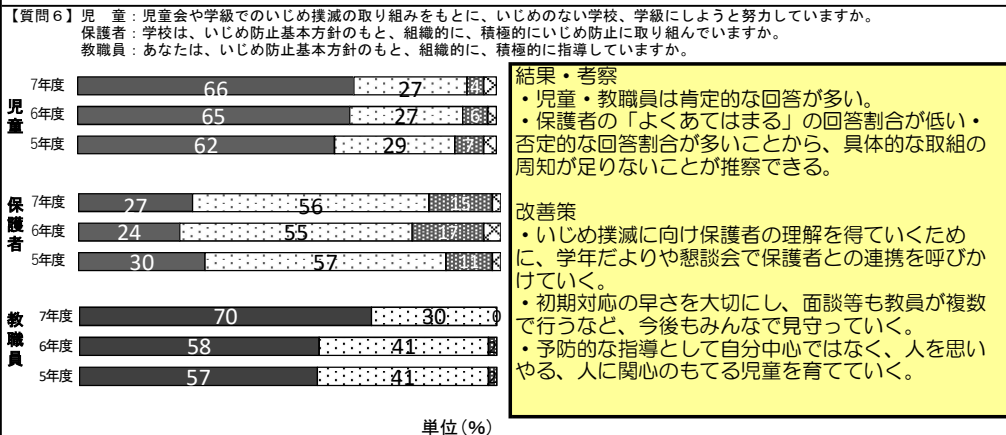 【質問６】児　童：児童会や学級でのいじめ撲滅の取り組みをもとに、いじめのない学校、学級にしようと努力していますか。
保護者：学校は、いじめ防止基本方針のもと、組織的に、積極的にいじめ防止に取り組んでいますか。
教職員：あなたは、いじめ防止基本方針のもと、組織的に、積極的に指導していますか。
児童
7年度 66 27 4
6年度 65 27 6
5年度 62 29 7
保護者
7年度 27 56 15
6年度 24 55 17
5年度 30 57 11
教職員
7年度 70 30 0
6年度 58 41 2
5年度 57 41 2
単位(%)
結果・考察
・児童・教職員は肯定的な回答が多い。
・保護者の「よくあてはまる」の回答割合が低い・
否定的な回答割合が多いことから、具体的な取組の
周知が足りないことが推察できる。
改善策
・いじめ撲滅に向け保護者の理解を得ていくため
に、学年だよりや懇談会で保護者との連携を呼びか
けていく。
・初期対応の早さを大切にし、面談等も教員が複数
で行うなど、今後もみんなで見守っていく。
・予防的な指導として自分中心ではなく、人を思い
やる、人に関心のもてる児童を育てていく。